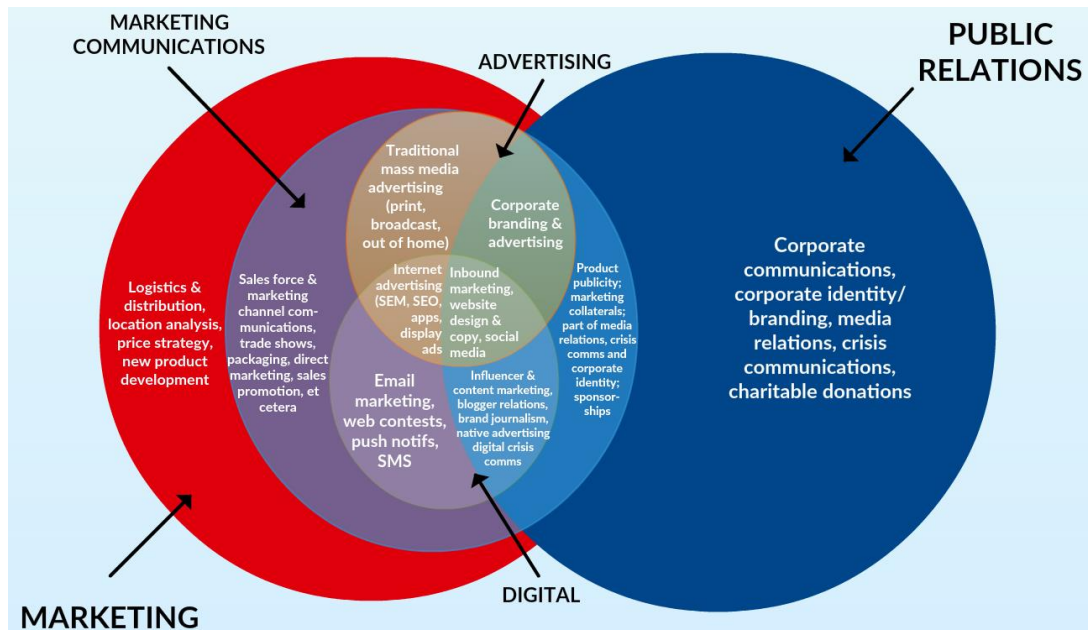 MARKETING
COMMUNICATIONS
ADVERTISING
PUBLIC
RELATIONS
Traditional
mass media
advertising
(print,
broadcast,
out of home)
Corporate
branding &
advertising
Logistics &
distribution,
location analysis,
price strategy,
new product
development
Sales force &
marketing
channel com-
munications,
trade shows,
packaging, direct
marketing, sales
promotion, et
cetera
Internet
advertising
(SEM, SEO,
apps,
display
ads
Inbound
marketing,
website
design &
copy, social
media
Product
publicity;
marketing
collaterals;
part of media
relations, crisis
comms and
corporate
identity;
sponsor-
ships
Corporate
communications,
corporate identity/
branding, media
relations, crisis
communications,
charitable donations
Email
marketing,
web contests,
push notifs,
SMS
Influencer &
content marketing,
blogger relations,
brand journalism,
native advertising
digital crisis
comms
DIGITAL
MARKETING